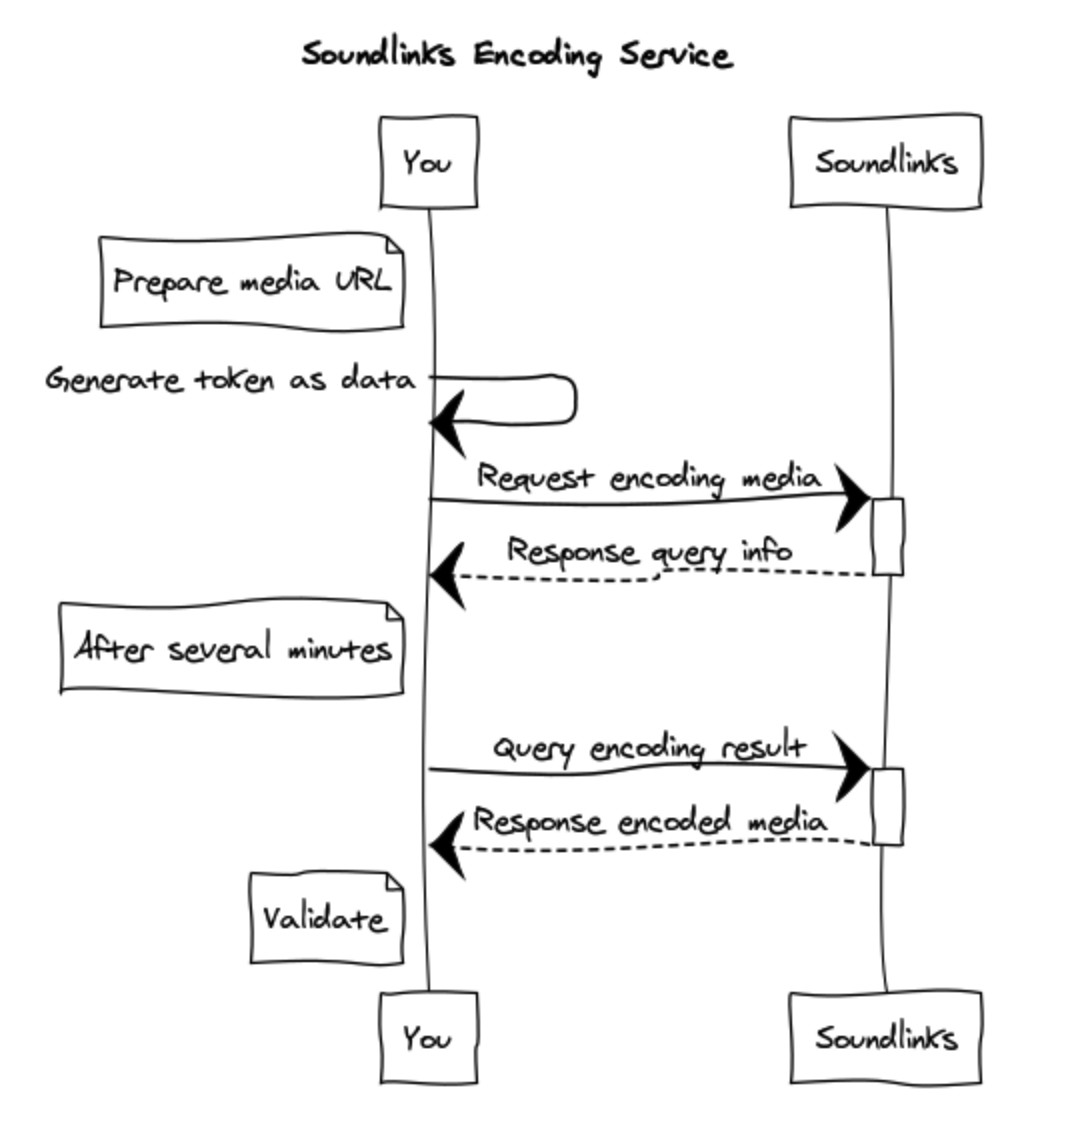 Soundlinks Encoding Service
You
Soundlinks
Prepare media URL
Generate token as data
Request encoding media
Response query info
After several minutes
Query encoding result
Response encoded media
Validate
You
Soundlinks